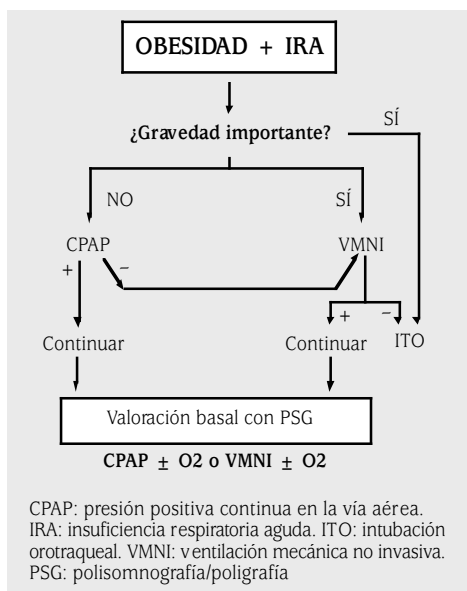 OBESIDAD + IRA
¿Gravedad importante?
SÍ
NO
SÍ
CPAP
VMNI
+
–
+
–
Continuar
Continuar
ITO
Valoración basal con PSG
CPAP ± O2 o VMNI ± O2
CPAP: presión positiva continua en la vía aérea.
IRA: insuficiencia respiratoria aguda. ITO: intubación
orotraqueal. VMNI: ventilación mecánica no invasiva.
PSG: polisomnografía/poligrafía